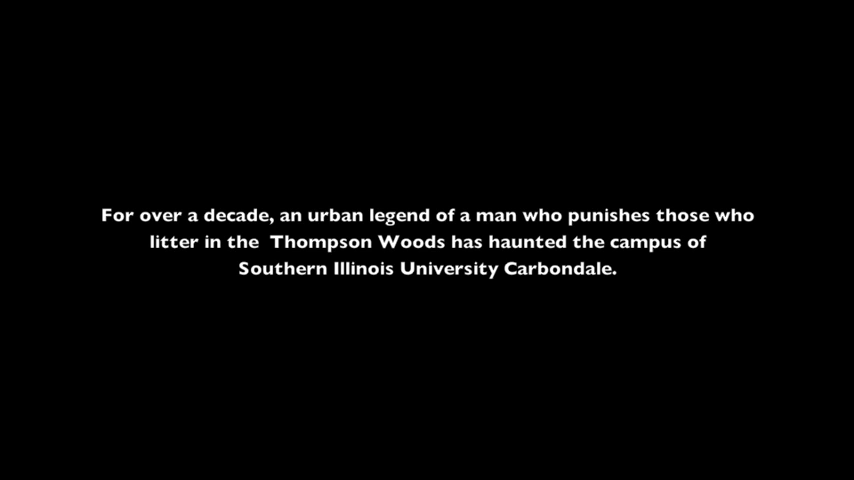 For over a decade, an urban legend of a man who punishes those who
litter in the  Thompson Woods has haunted the campus of
Southern Illinois University Carbondale.